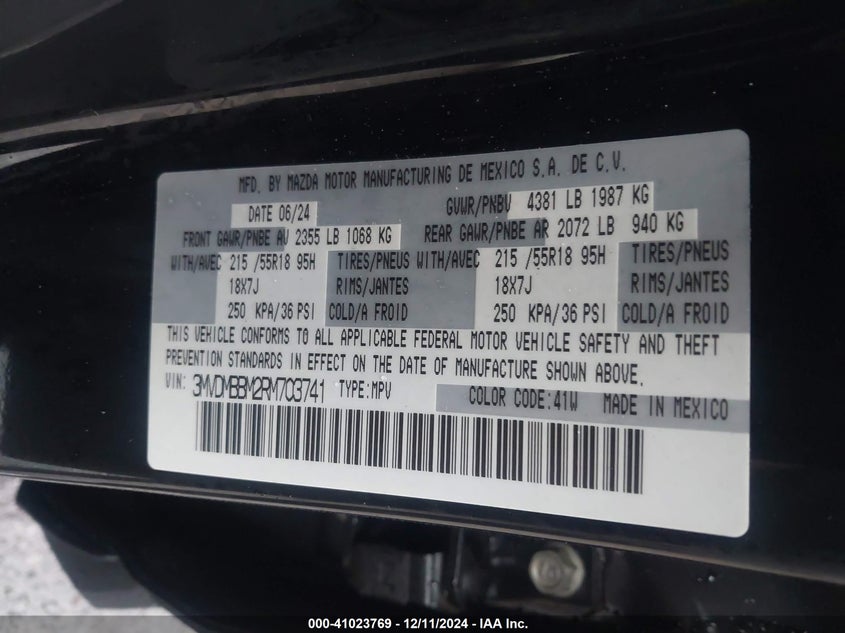 MFD. BY MAZDA MOTOR MANUFACTURING DE MEXICO S.A. DE C.V.
DATE 06/24 GVWR/PNBV 4381 LB 1987 KG
FRONT GAWR/PNBE AV 2355 LB 1068 KG REAR GAWR/PNBE AR 2072 LB 940 KG
WITH/AVEC 215 /55R18 95H TIRES/PNEUS WITH/AVEC 215 /55R18 95H TIRES/PNEUS
18X7J RIMS/JANTES 18X7J RIMS/JANTES
250 KPA/36 PSI COLD/A FROID 250 KPA/36 PSI COLD/A FROID
THIS VEHICLE CONFORMS TO ALL APPLICABLE FEDERAL MOTOR VEHICLE SAFETY AND THEFT
PREVENTION STANDARDS IN EFFECT ON THE DATE OF MANUFACTURE SHOWN ABOVE.
VIN: 3MVDMBBM2RM703741 TYPE:MPV COLOR CODE:41W MADE IN MEXICO
000-41023769 - 12/11/2024 - IAA Inc.